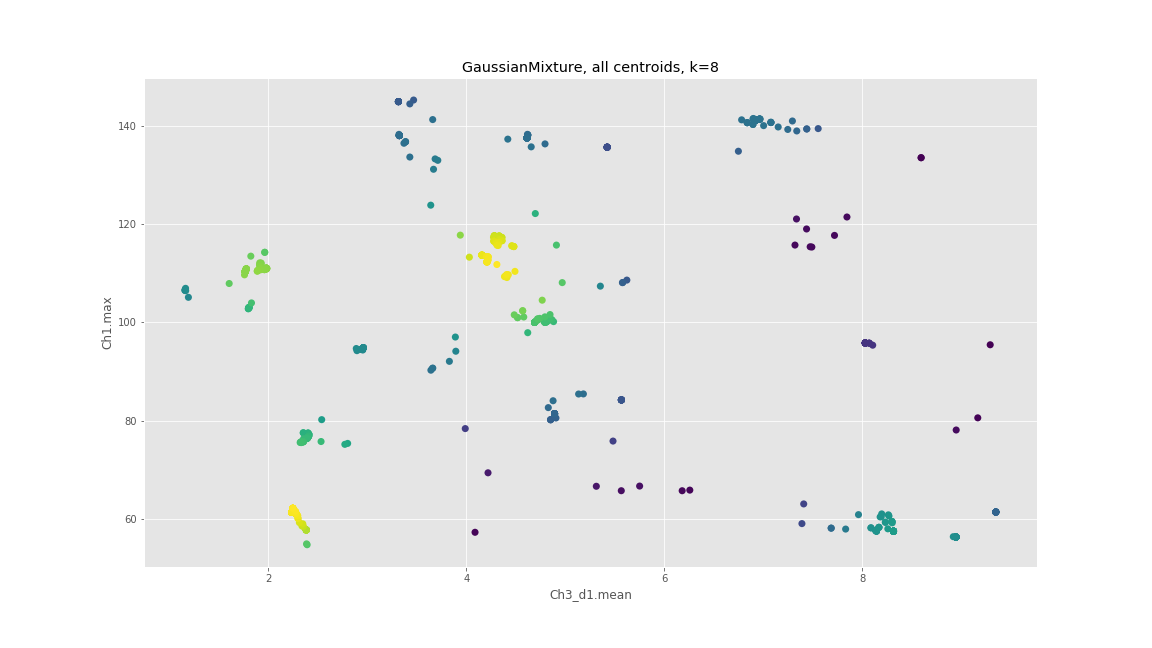 GaussianMixture, all centroids, k=8
140
120
100
80
60
Ch1.max
2 4 6 8
Ch3_d1.mean